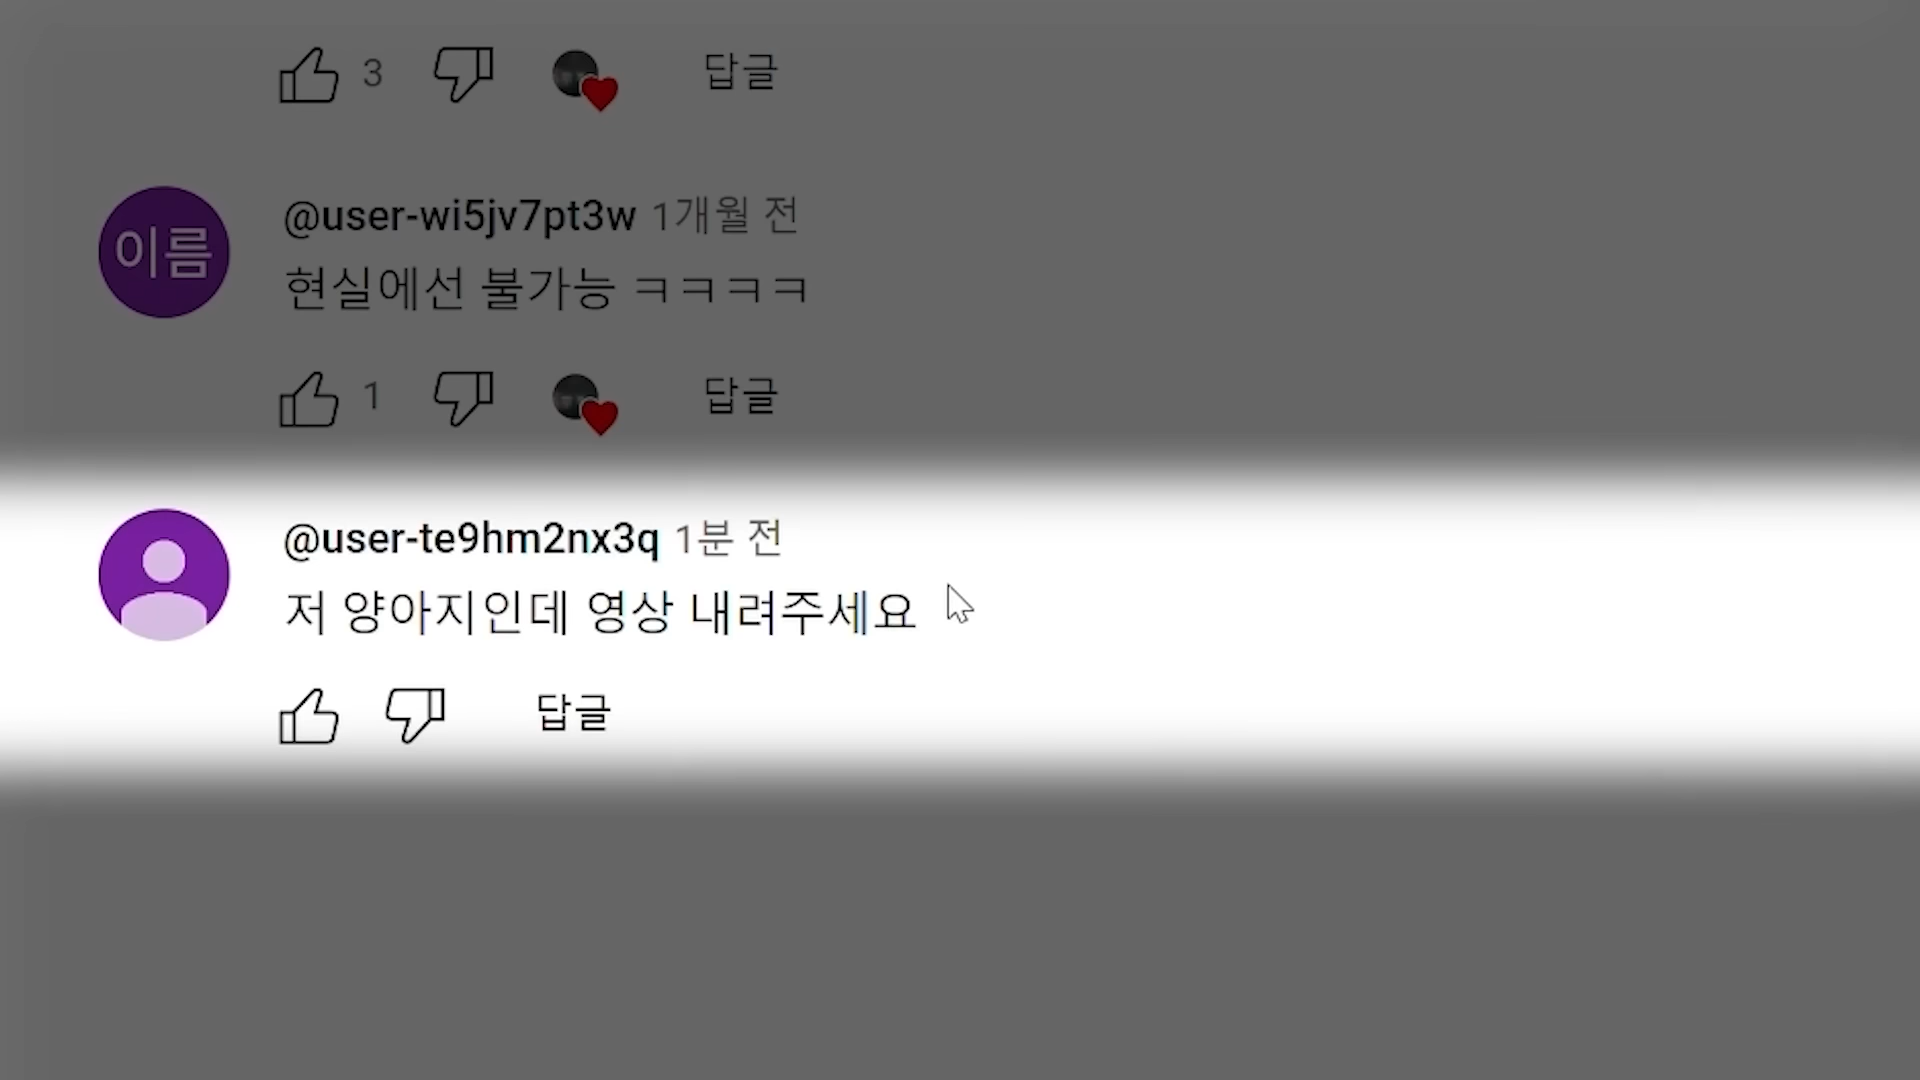 3 답글
이름
@user-wi5jv7pt3w 1개월 전
현실에선 불가능 ㅋㅋㅋㅋ
1 답글
@user-te9hm2nx3q 1분 전
저 양아지인데 영상 내려주세요
답글